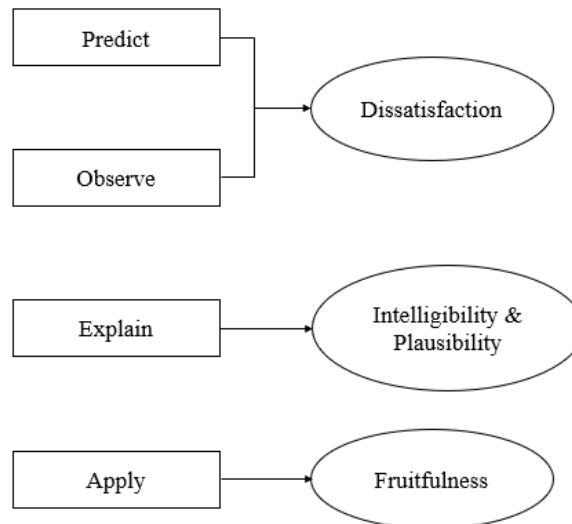 Predict
Dissatisfaction
Observe
Explain
Intelligibility &
Plausibility
Apply
Fruitfulness